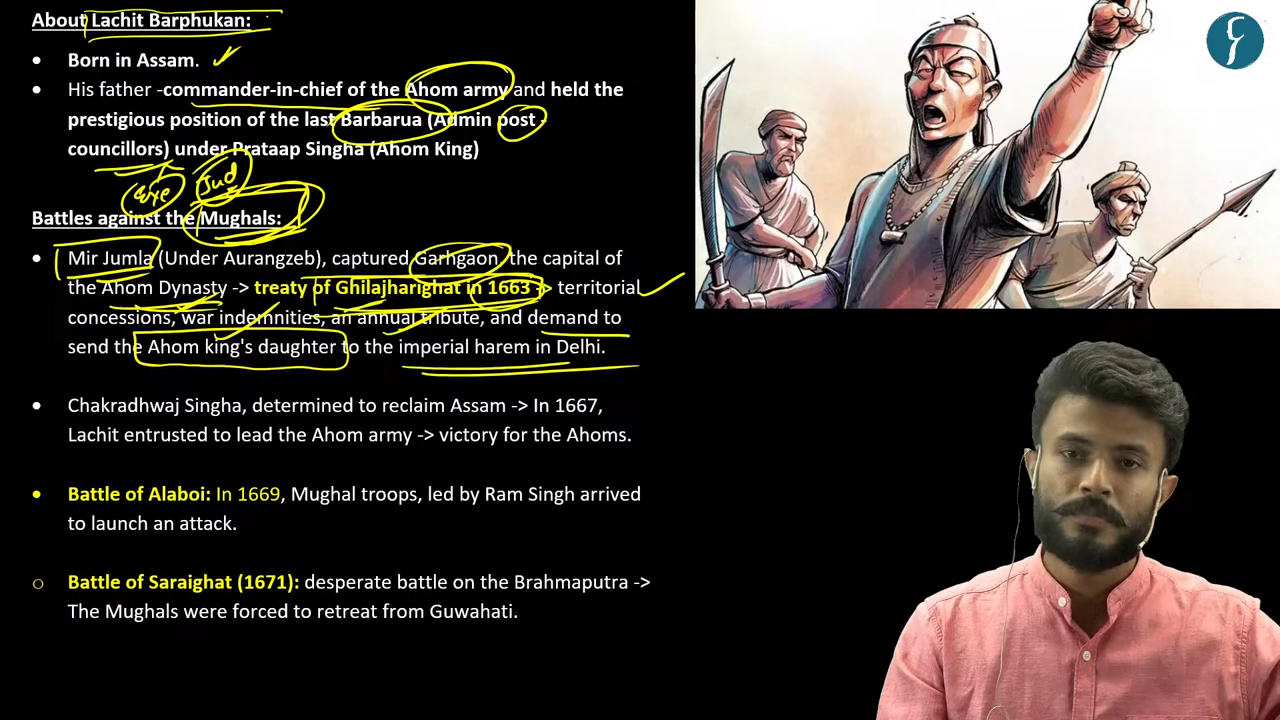 About Lachit Barphukan:
• Born in Assam.
• His father -commander-in-chief of the Ahom army and held the
prestigious position of the last Barbarua (Admin post -
councillors) under Prataap Singha (Ahom King)
Exe Jud
Battles against the Mughals:
• Mir Jumla (Under Aurangzeb), captured Garhgaon, the capital of
the Ahom Dynasty -> treaty of Ghilajharighat in 1663 -> territorial
concessions, war indemnities, an annual tribute, and demand to
send the Ahom king's daughter to the imperial harem in Delhi.
• Chakradhwaj Singha, determined to reclaim Assam -> In 1667,
Lachit entrusted to lead the Ahom army -> victory for the Ahoms.
• Battle of Alaboi: In 1669, Mughal troops, led by Ram Singh arrived
to launch an attack.
o Battle of Saraighat (1671): desperate battle on the Brahmaputra ->
The Mughals were forced to retreat from Guwahati.